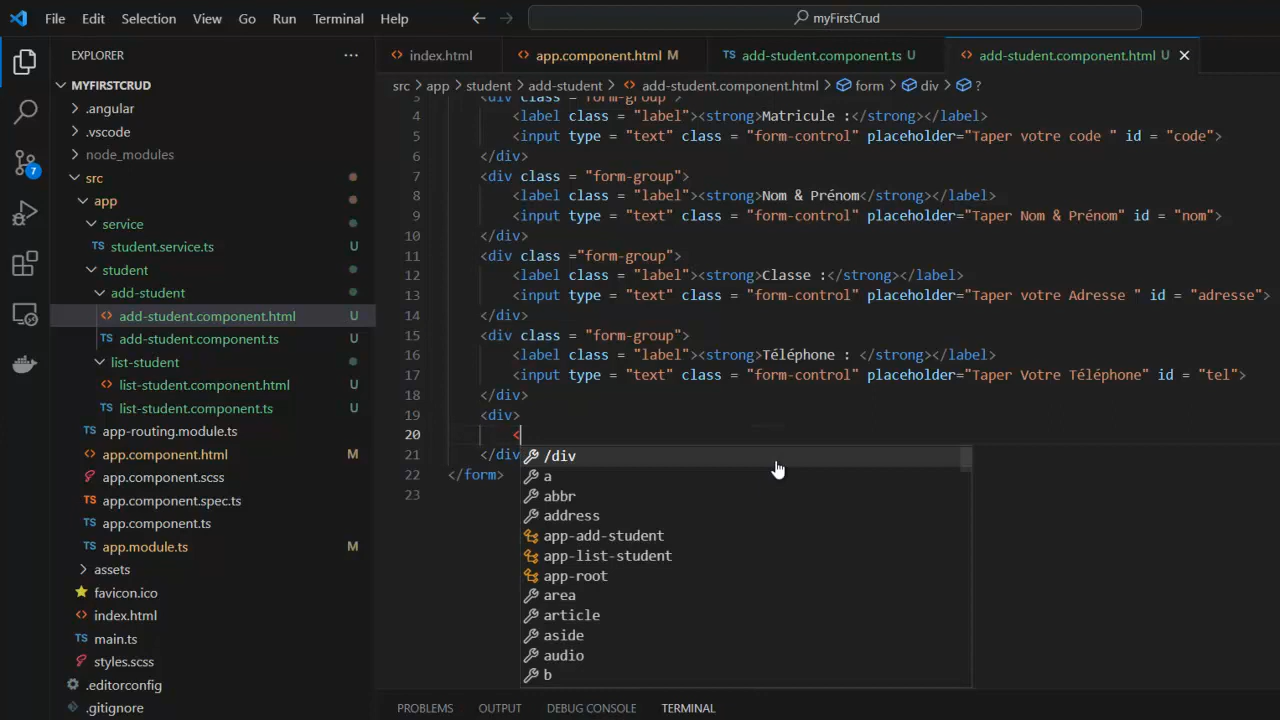 File Edit Selection View Go Run Terminal Help myFirstCrud
EXPLORER
index.html app.component.html M add-student.component.ts U add-student.component.html U
MYFIRSTCRUD
src app student add-student add-student.component.html form div ?
.angular
.vscode
node_modules
src
app
service
student.service.ts U
student
add-student
add-student.component.html U
add-student.component.ts U
list-student
list-student.component.html U
list-student.component.ts U
app-routing.module.ts
app.component.html M
app.component.scss
app.component.spec.ts
app.component.ts
app.module.ts M
assets
favicon.ico
index.html
main.ts
styles.scss
.editorconfig
.gitignore
3 <div class = "form-group">
4 <label class = "label"><strong>Matricule :</strong></label>
5 <input type = "text" class = "form-control" placeholder="Taper votre code " id = "code">
6 </div>
7 <div class = "form-group">
8 <label class = "label"><strong>Nom & Prénom</strong></label>
9 <input type = "text" class = "form-control" placeholder="Taper Nom & Prénom" id = "nom">
10 </div>
11 <div class ="form-group">
12 <label class = "label"><strong>Classe :</strong></label>
13 <input type = "text" class = "form-control" placeholder="Taper votre Adresse " id = "adresse">
14 </div>
15 <div class = "form-group">
16 <label class = "label"><strong>Téléphone : </strong></label>
17 <input type = "text" class = "form-control" placeholder="Taper Votre Téléphone" id = "tel">
18 </div>
19 <div>
20 <
21 </div
22 </form>
23
/div
a
abbr
address
app-add-student
app-list-student
app-root
area
article
aside
audio
b
PROBLEMS OUTPUT DEBUG CONSOLE TERMINAL
7